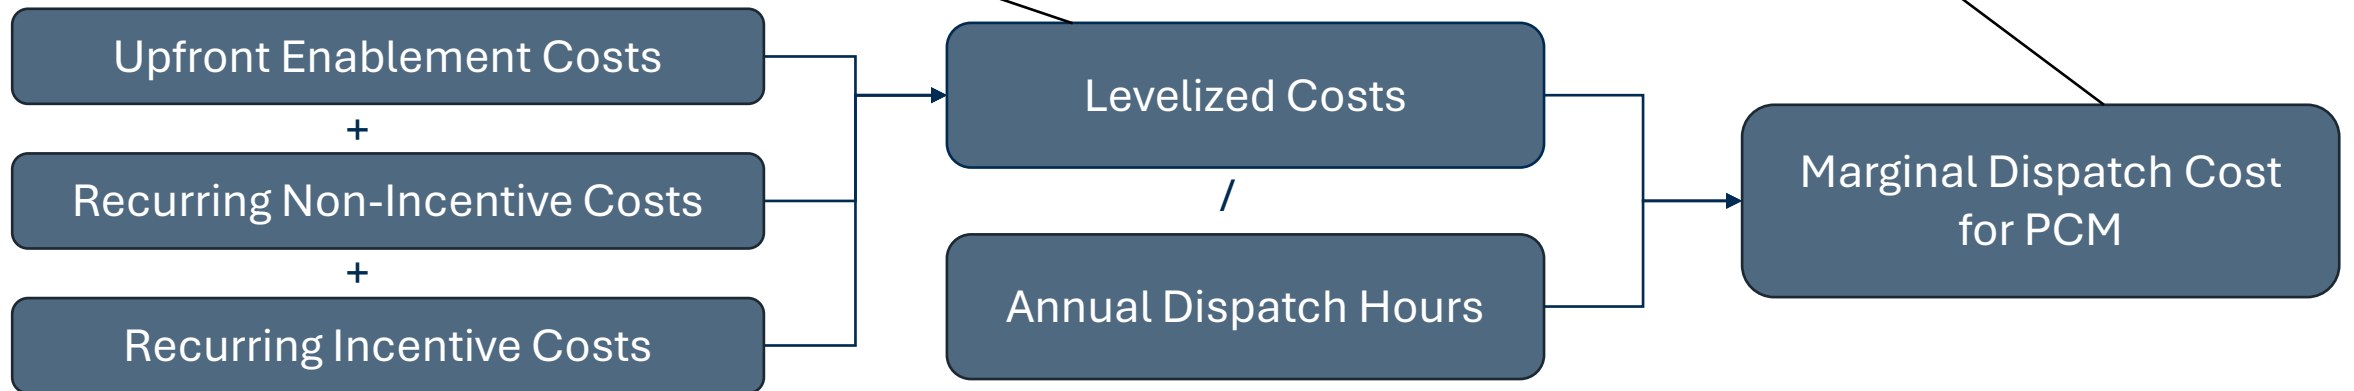 Upfront Enablement Costs
+
Recurring Non-Incentive Costs
+
Recurring Incentive Costs
Levelized Costs
/
Annual Dispatch Hours
Marginal Dispatch Cost
for PCM